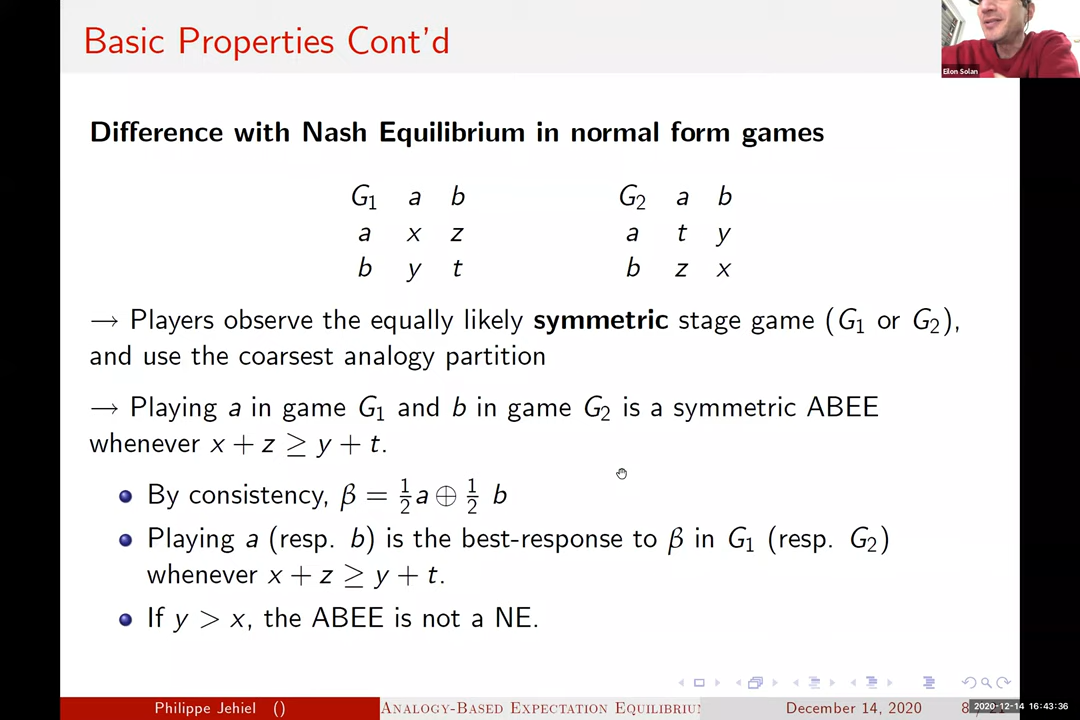 Basic Properties Cont'd
Eilon Solan
Difference with Nash Equilibrium in normal form games
G₁ a b
a x z
b y t
G₂ a b
a t y
b z x
→ Players observe the equally likely symmetric stage game (G₁ or G₂),
and use the coarsest analogy partition
→ Playing a in game G₁ and b in game G₂ is a symmetric ABEE
whenever x + z ≥ y + t.
By consistency, β = ½a ⊕ ½ b
Playing a (resp. b) is the best-response to β in G₁ (resp. G₂)
whenever x + z ≥ y + t.
If y > x, the ABEE is not a NE.
Philippe Jehiel () Analogy-Based Expectation Equilibriu December 14, 2020 8
2020-12-14 16:43:36